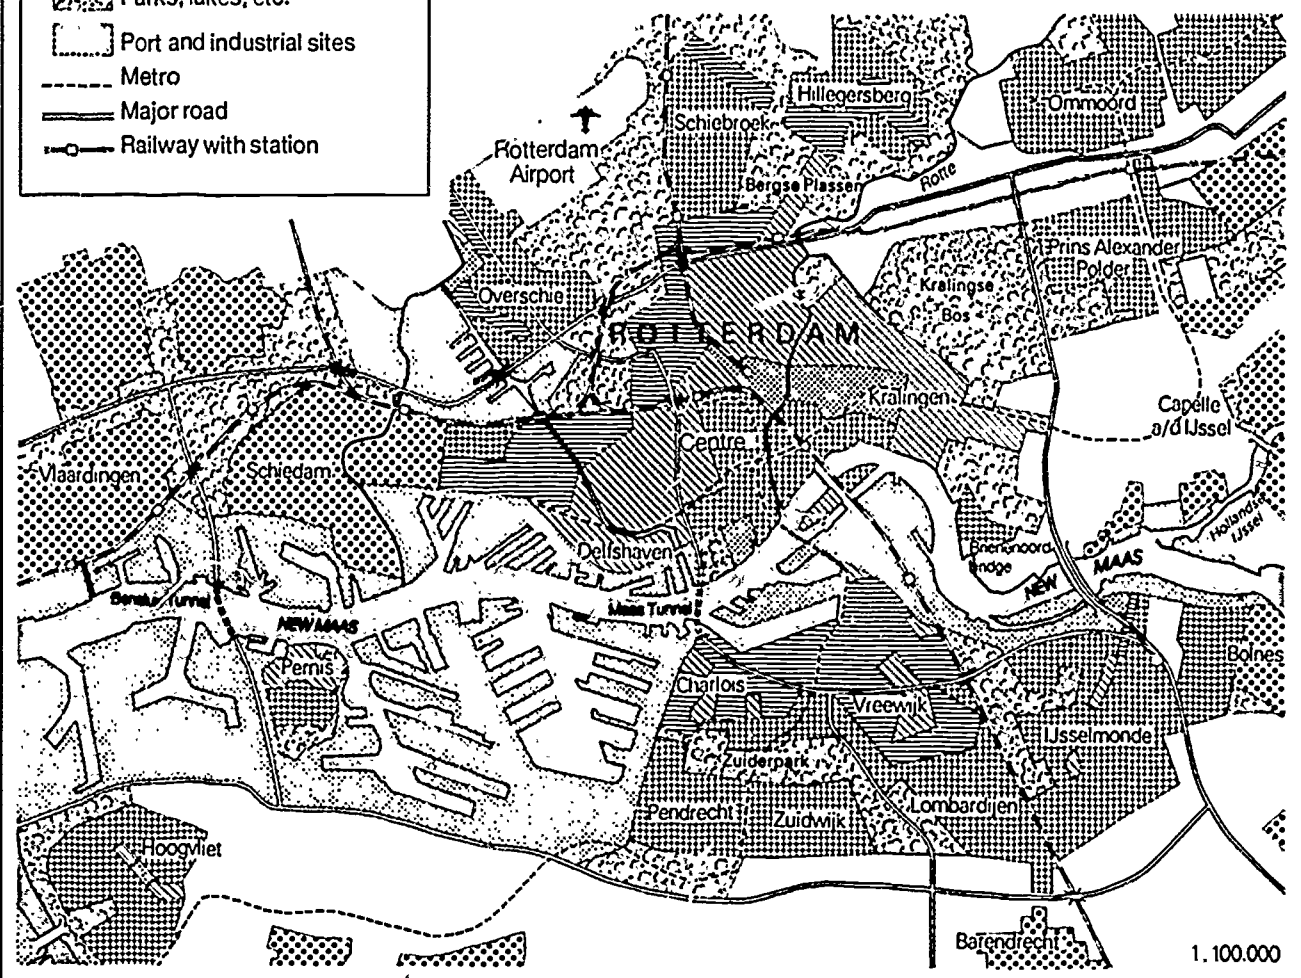 Parks, lakes, etc.
Port and industrial sites
Metro
Major road
Railway with station
Hillegersberg
Ommoord
Schiebroek
Rotterdam
Airport
Bergse Plassen
Rotte
Prins Alexander
Polder
Kralingse
Bos
Overschie
ROTTERDAM
Kralingen
Capelle
a/d IJssel
Centre
Vlaardingen
Schiedam
Hollandse
IJssel
Delfshaven
Brienenoord
bridge
NEW
MAAS
Benelux Tunnel
Maas Tunnel
NEW MAAS
Pernis
Bolnes
Charlois
Vreewijk
IJsselmonde
Zuiderpark
Pendrecht
Zuidwijk
Lombardijen
Hoogvliet
Barendrecht
1.100.000